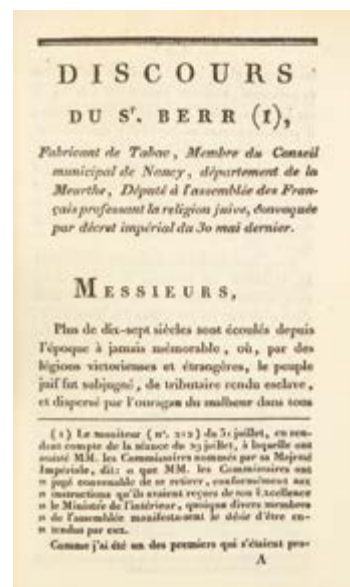 DISCOURS
DU Sr. BERR (1),
Fabricant de Tabac, Membre du Conseil
municipal de Nancy, département de la
Meurthe, Député à l'assemblée des Fran-
çais professant la religion juive, convoquée
par décret impérial du 30 mai dernier.
MESSIEURS,
Plus de dix-sept siècles sont écoulés depuis
l'époque à jamais mémorable, où, par des
légions victorieuses et étrangères, le peuple
juif fut subjugué, de tributaire rendu esclave,
et dispersé par l'ouragan du malheur dans tous
(1) Le moniteur (n°. 212) du 31 juillet, en ren-
dant compte de la séance du 29 juillet, à laquelle ont
assisté MM. les Commissaires nommés par sa Majesté
Impériale, dit: « que MM. les Commissaires ont
» jugé convenable de se retirer, conformément aux
» instructions qu'ils avaient reçues de son Excellence
» le Ministre de l'intérieur, quoique divers membres
» de l'assemblée manifestassent le désir d'être en-
» tendus par eux.
Comme j'ai été un des premiers qui s'étaient pro-
A